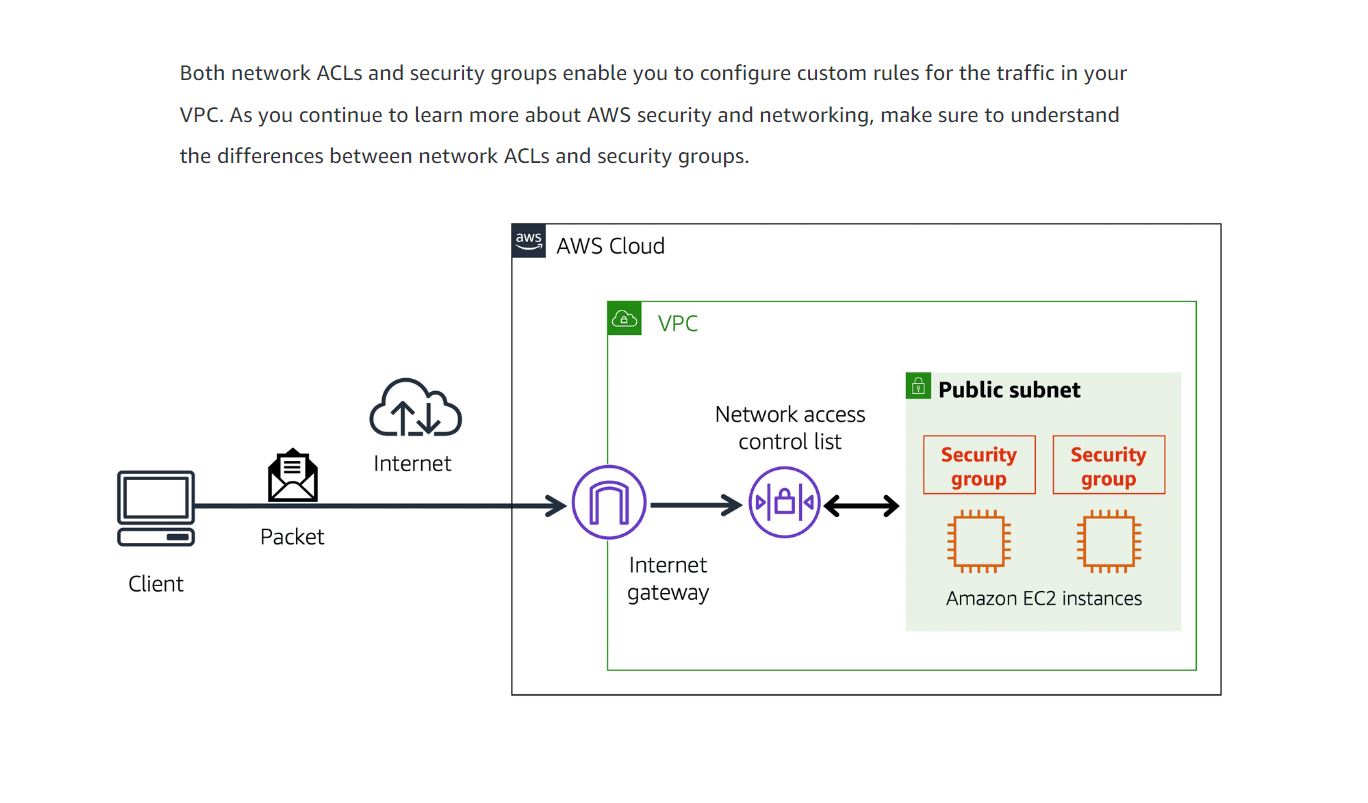 Both network ACLs and security groups enable you to configure custom rules for the traffic in your
VPC. As you continue to learn more about AWS security and networking, make sure to understand
the differences between network ACLs and security groups.
aws
AWS Cloud
VPC
Public subnet
Network access
control list
Security
group
Security
group
Internet
Packet
Client
Internet
gateway
Amazon EC2 instances